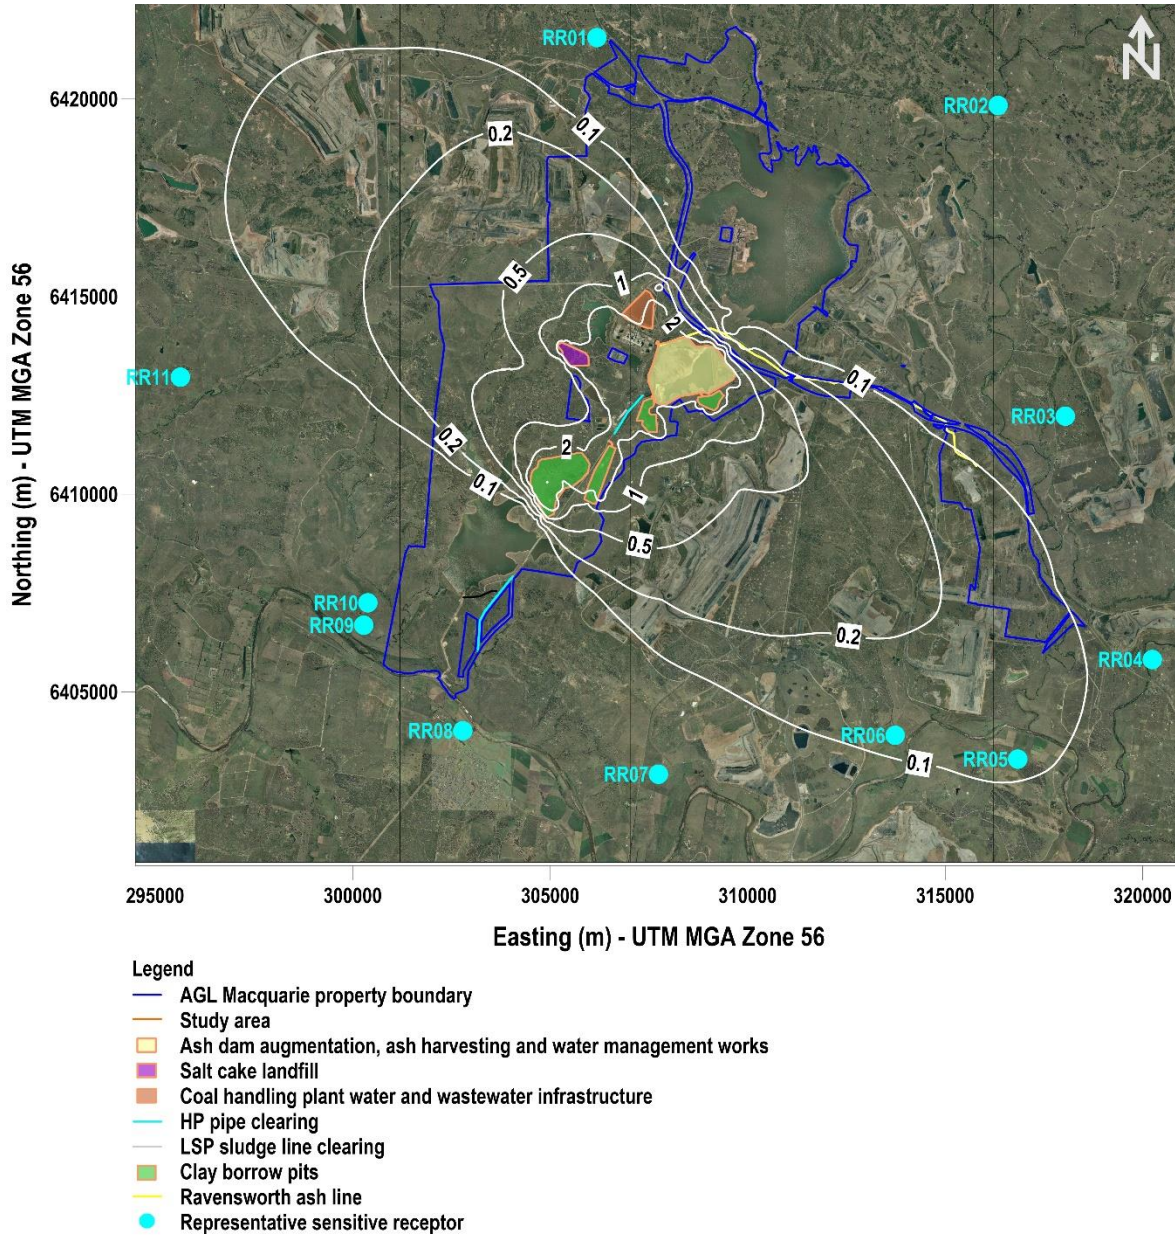 N
RR01
0.1
6420000
RR02
0.2
0.5
6415000
1
2
RR11
0.1
RR03
0.2
2
6410000
0.1
1
0.5
RR10
RR09
0.2
RR04
6405000
RR08
RR06
0.1
RR05
RR07
Northing (m) - UTM MGA Zone 56
295000 300000 305000 310000 315000 320000
Easting (m) - UTM MGA Zone 56
Legend
AGL Macquarie property boundary
Study area
Ash dam augmentation, ash harvesting and water management works
Salt cake landfill
Coal handling plant water and wastewater infrastructure
HP pipe clearing
LSP sludge line clearing
Clay borrow pits
Ravensworth ash line
Representative sensitive receptor